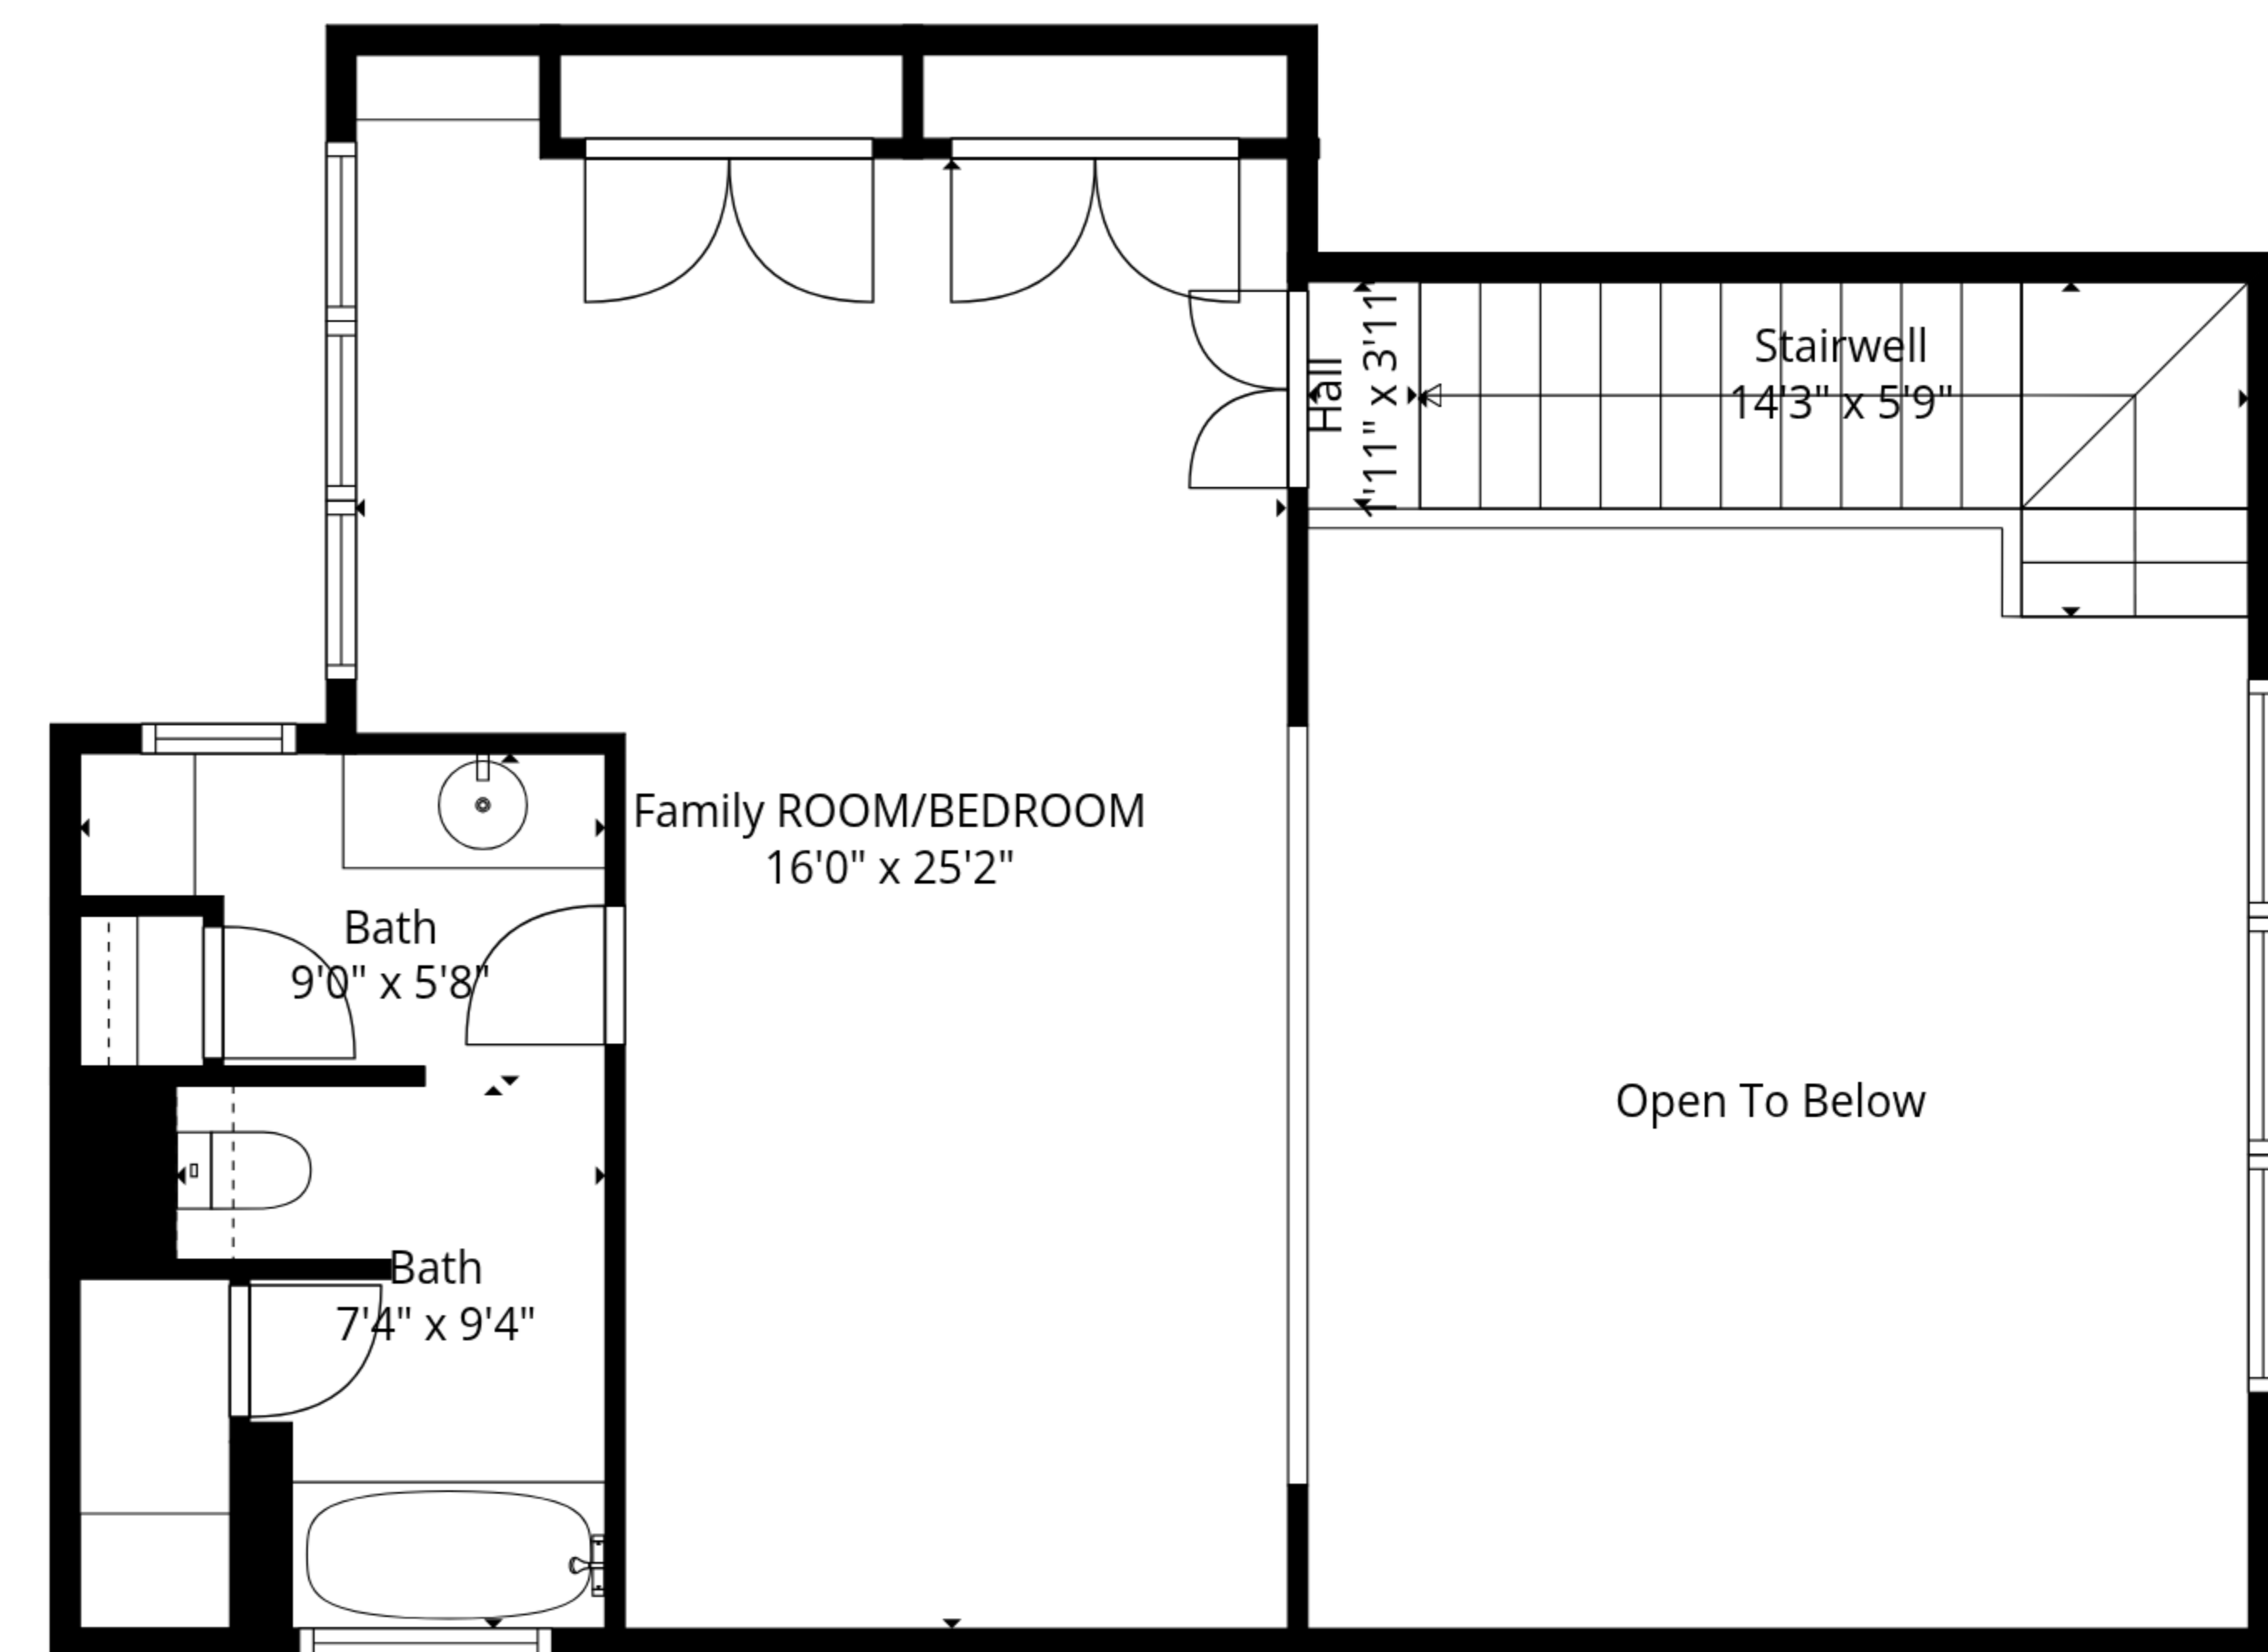 Hall
1'11" x 3'11"
Stairwell
14'3" x 5'9"
Family ROOM/BEDROOM
16'0" x 25'2"
Bath
9'0" x 5'8"
Open To Below
Bath
7'4" x 9'4"